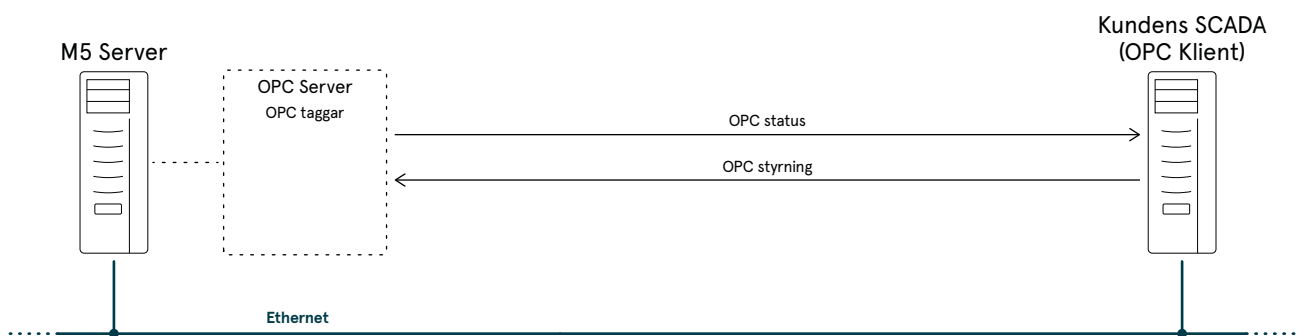 Kundens SCADA
(OPC Klient)
M5 Server
OPC Server
OPC taggar
OPC status
OPC styrning
Ethernet